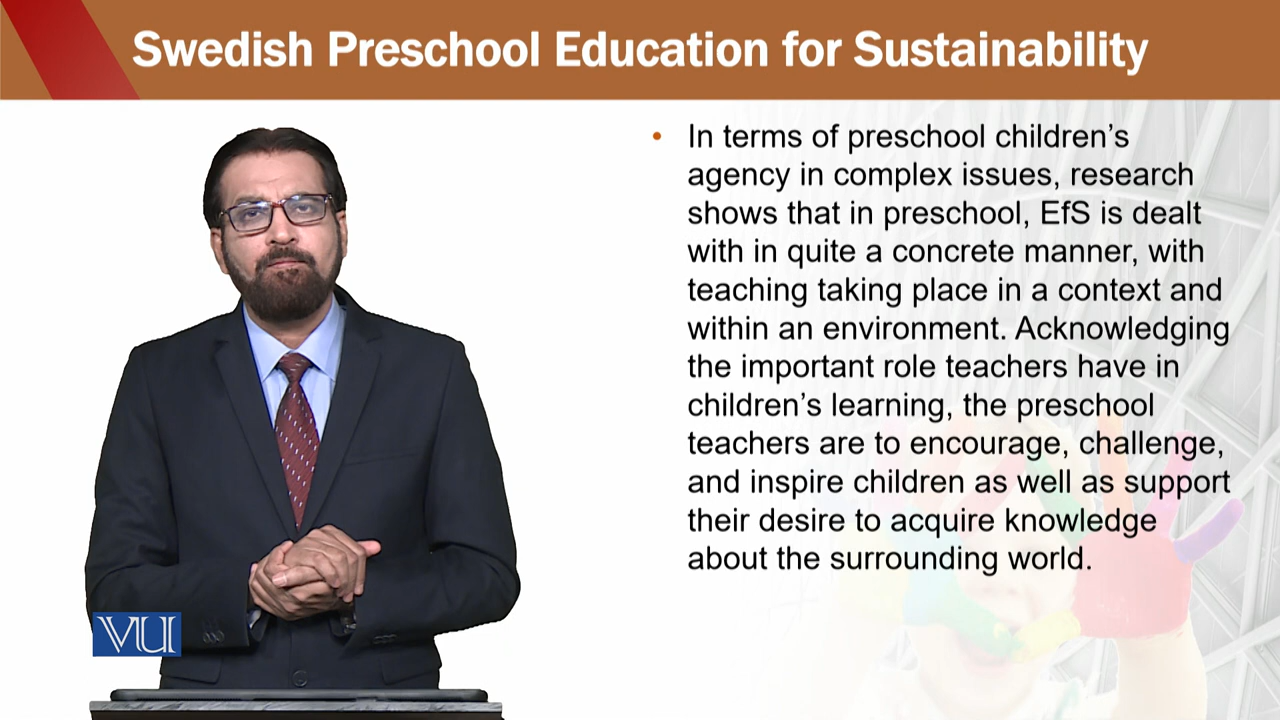 Swedish Preschool Education for Sustainability
• In terms of preschool children's
agency in complex issues, research
shows that in preschool, EfS is dealt
with in quite a concrete manner, with
teaching taking place in a context and
within an environment. Acknowledging
the important role teachers have in
children's learning, the preschool
teachers are to encourage, challenge,
and inspire children as well as support
their desire to acquire knowledge
about the surrounding world.
VU